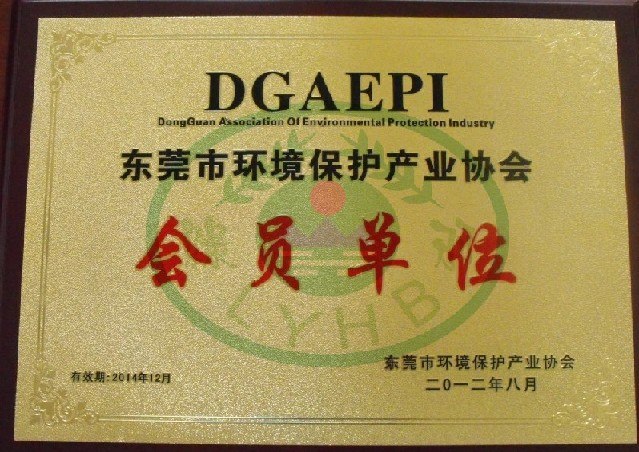 DGAEPI
DongGuan Association Of Environmental Protection Industry
东莞市环境保护产业协会
会员单位
LYHB
有效期:2014年12月
东莞市环境保护产业协会
二〇一二年八月